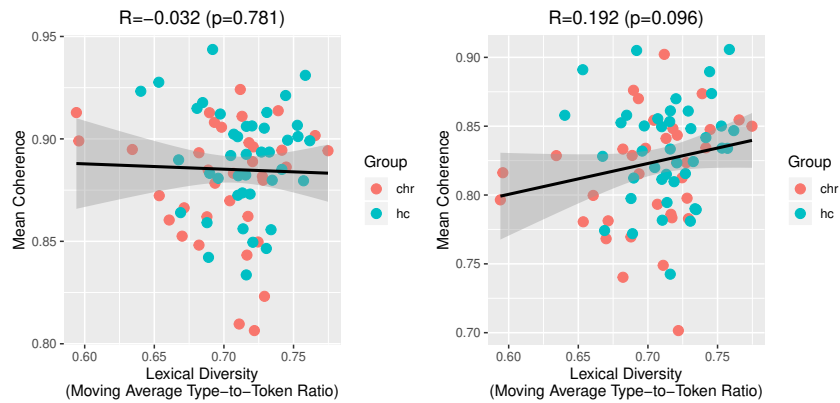 R=−0.032 (p=0.781)
0.95
0.90
0.85
0.80
Mean Coherence
0.60
0.65
0.70
0.75
Lexical Diversity
(Moving Average Type−to−Token Ratio)
Group
chr
hc
R=0.192 (p=0.096)
0.90
0.85
0.80
0.75
0.70
Mean Coherence
0.60
0.65
0.70
0.75
Lexical Diversity
(Moving Average Type−to−Token Ratio)
Group
chr
hc